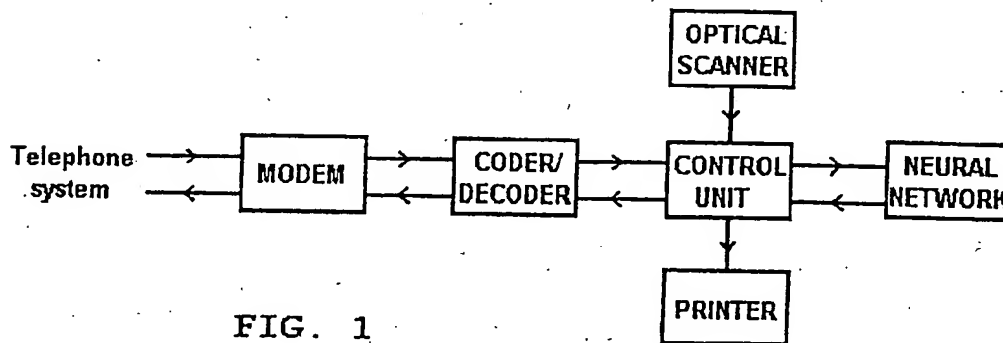 OPTICAL
SCANNER
Telephone
system
MODEM
CODER/
DECODER
CONTROL
UNIT
NEURAL
NETWORK
PRINTER
FIG. 1